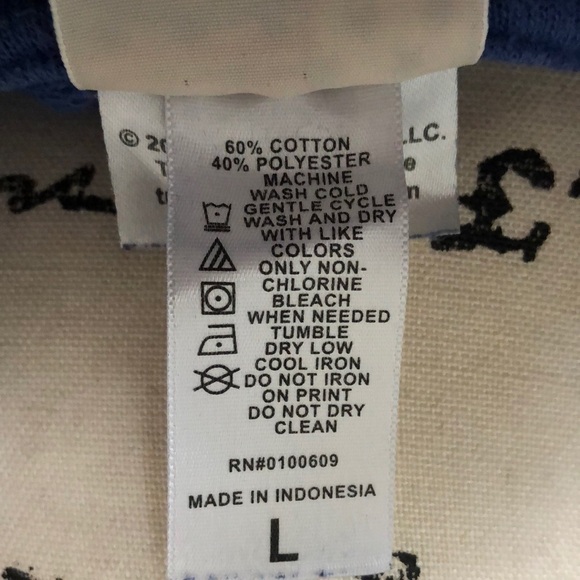 LLC.
60% COTTON
40% POLYESTER
MACHINE
WASH COLD
GENTLE CYCLE
WASH AND DRY
WITH LIKE
COLORS
ONLY NON-
CHLORINE
BLEACH
WHEN NEEDED
TUMBLE
DRY LOW
COOL IRON
DO NOT IRON
ON PRINT
DO NOT DRY
CLEAN
RN#0100609
MADE IN INDONESIA
L
£